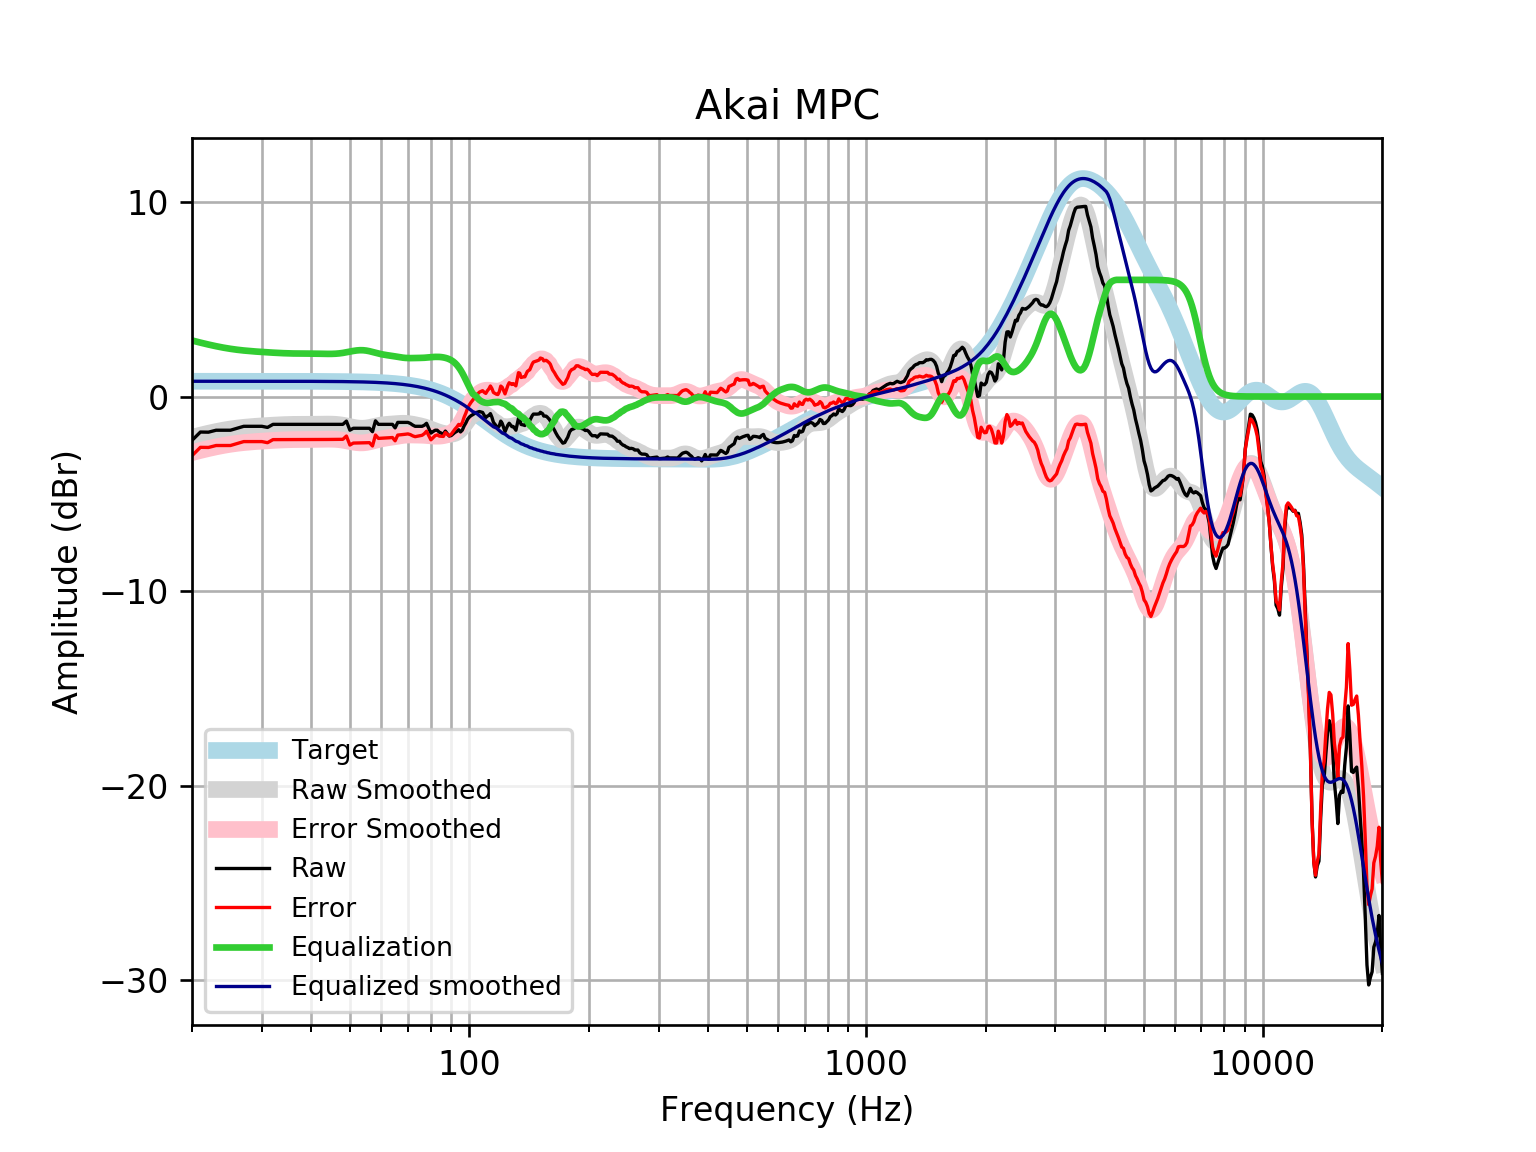 Akai MPC
Amplitude (dBr)
10
0
−10
−20
−30
Target
Raw Smoothed
Error Smoothed
Raw
Error
Equalization
Equalized smoothed
100
1000
10000
Frequency (Hz)